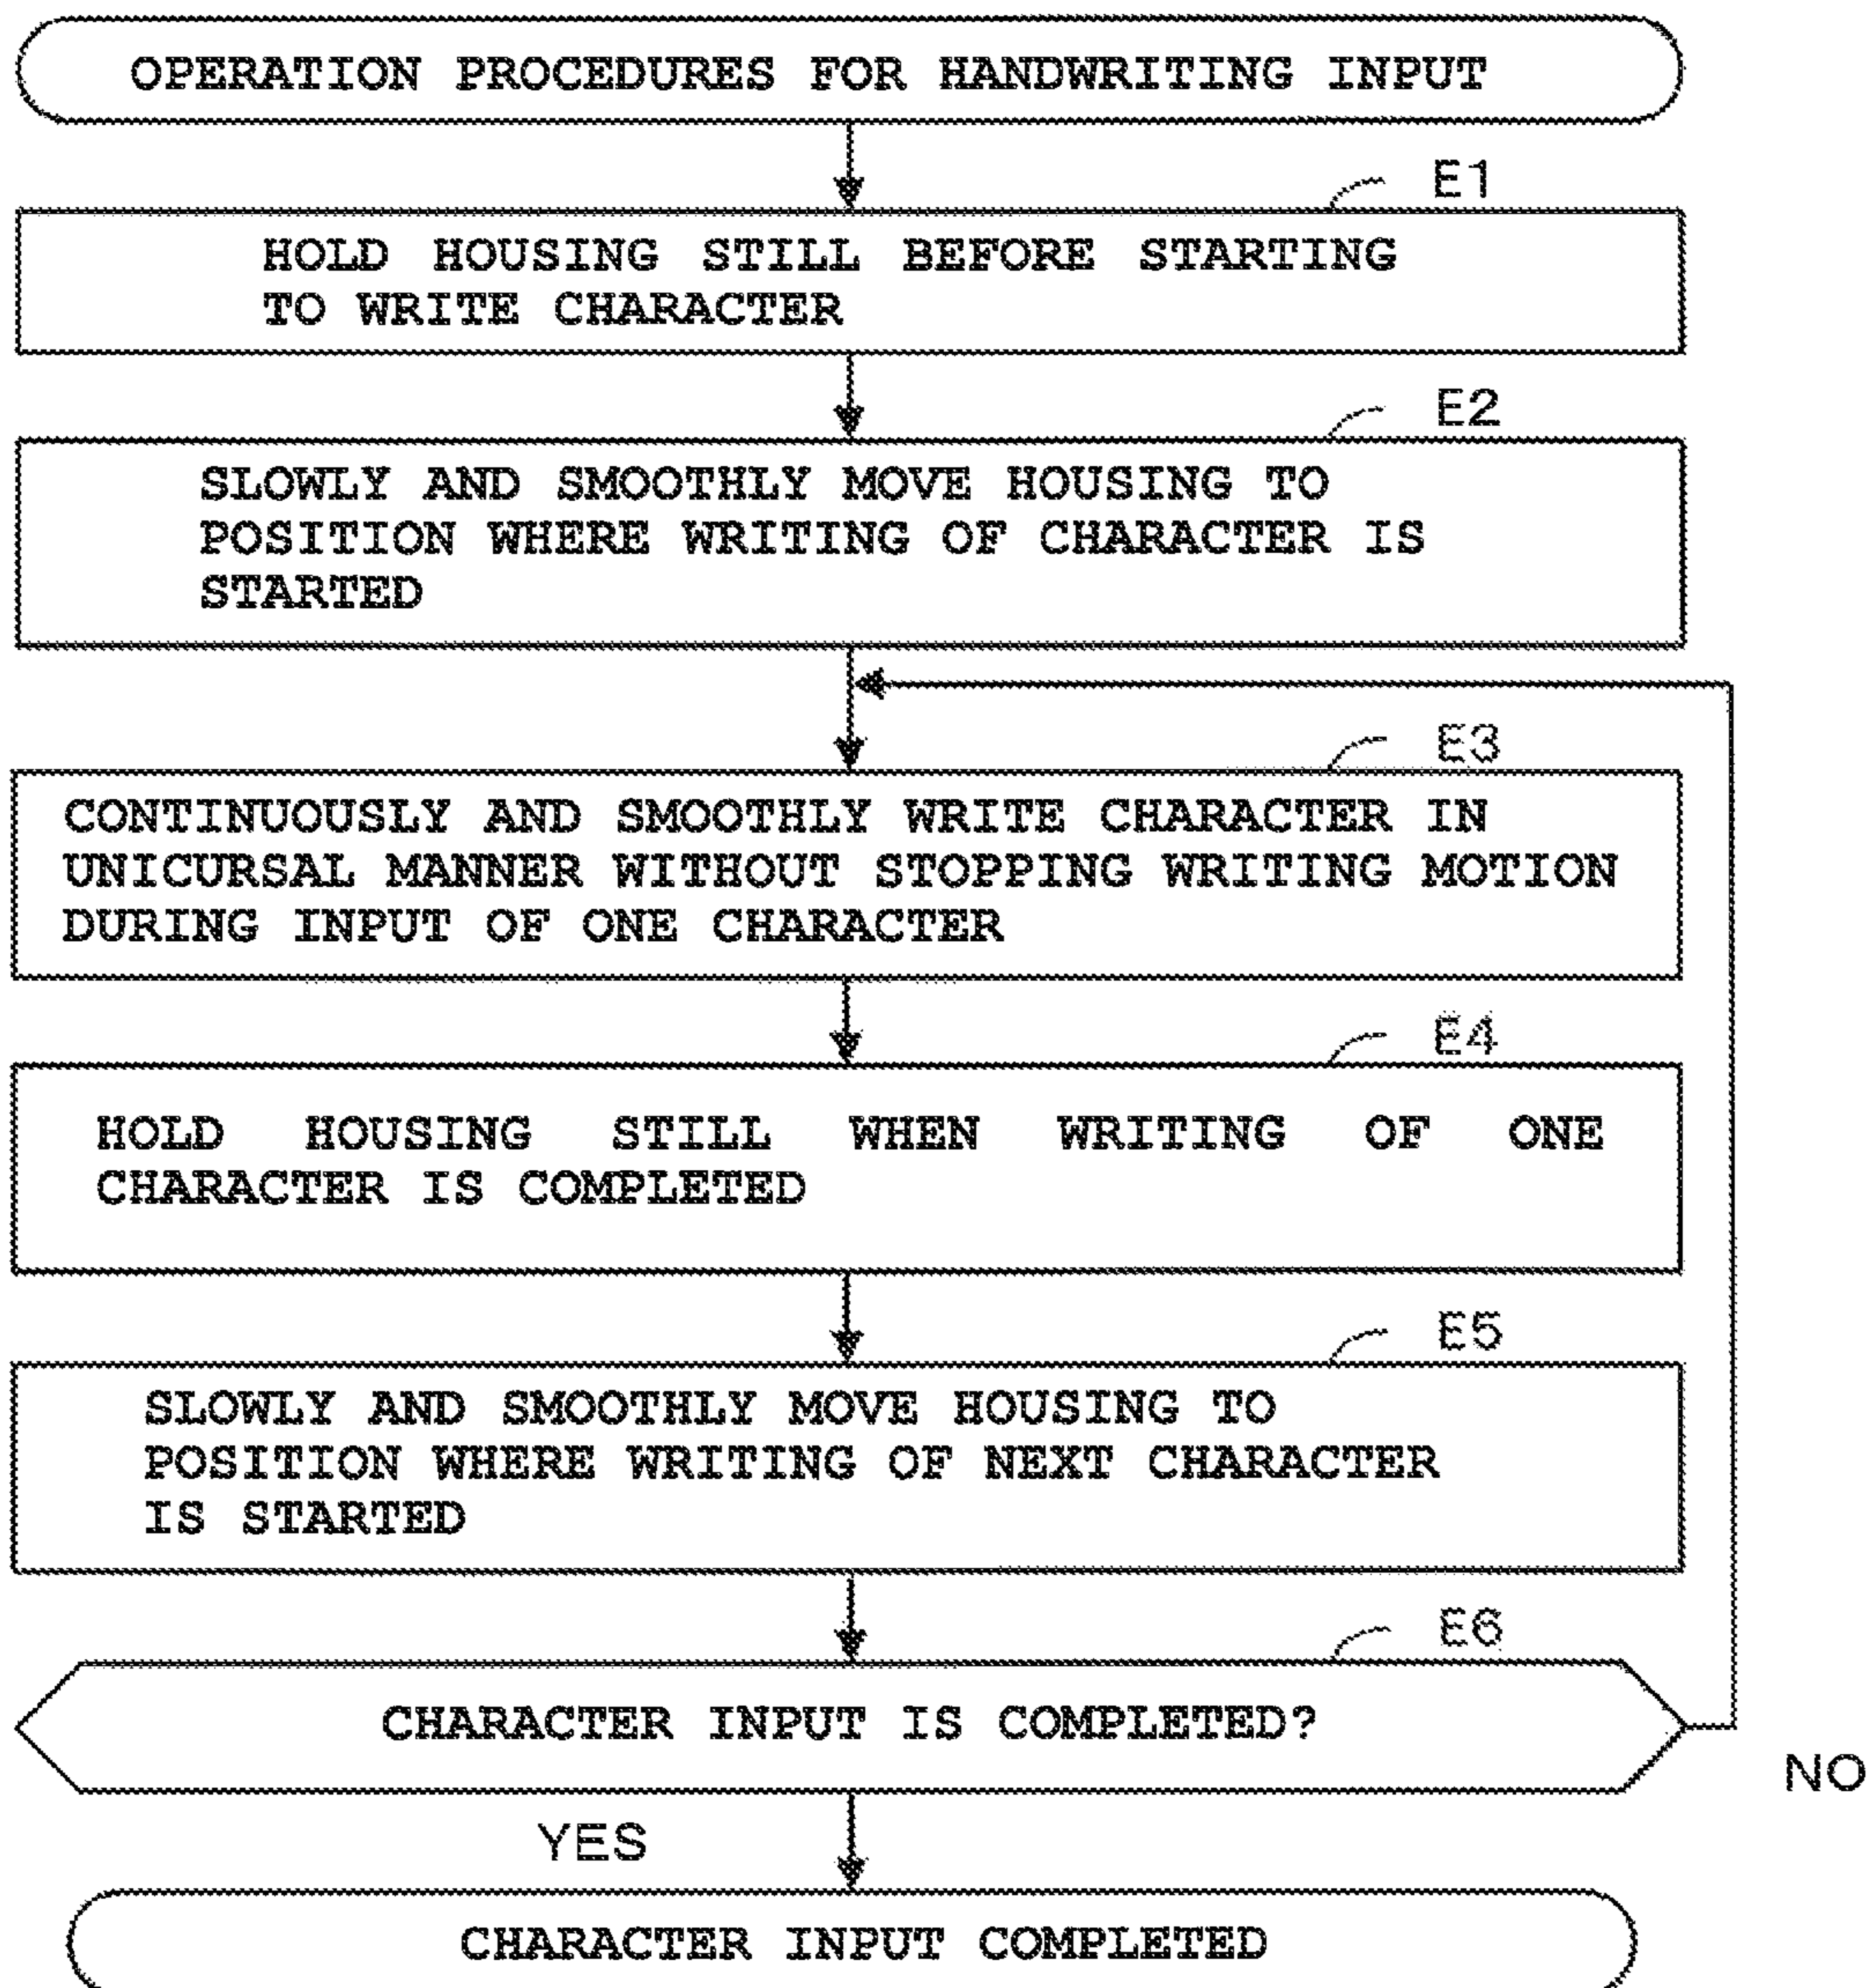 OPERATION PROCEDURES FOR HANDWRITING INPUT
E1
HOLD HOUSING STILL BEFORE STARTING
TO WRITE CHARACTER
E2
SLOWLY AND SMOOTHLY MOVE HOUSING TO
POSITION WHERE WRITING OF CHARACTER IS
STARTED
E3
CONTINUOUSLY AND SMOOTHLY WRITE CHARACTER IN
UNICURSAL MANNER WITHOUT STOPPING WRITING MOTION
DURING INPUT OF ONE CHARACTER
E4
HOLD HOUSING STILL WHEN WRITING OF ONE
CHARACTER IS COMPLETED
E5
SLOWLY AND SMOOTHLY MOVE HOUSING TO
POSITION WHERE WRITING OF NEXT CHARACTER
IS STARTED
E6
CHARACTER INPUT IS COMPLETED?
NO
YES
CHARACTER INPUT COMPLETED